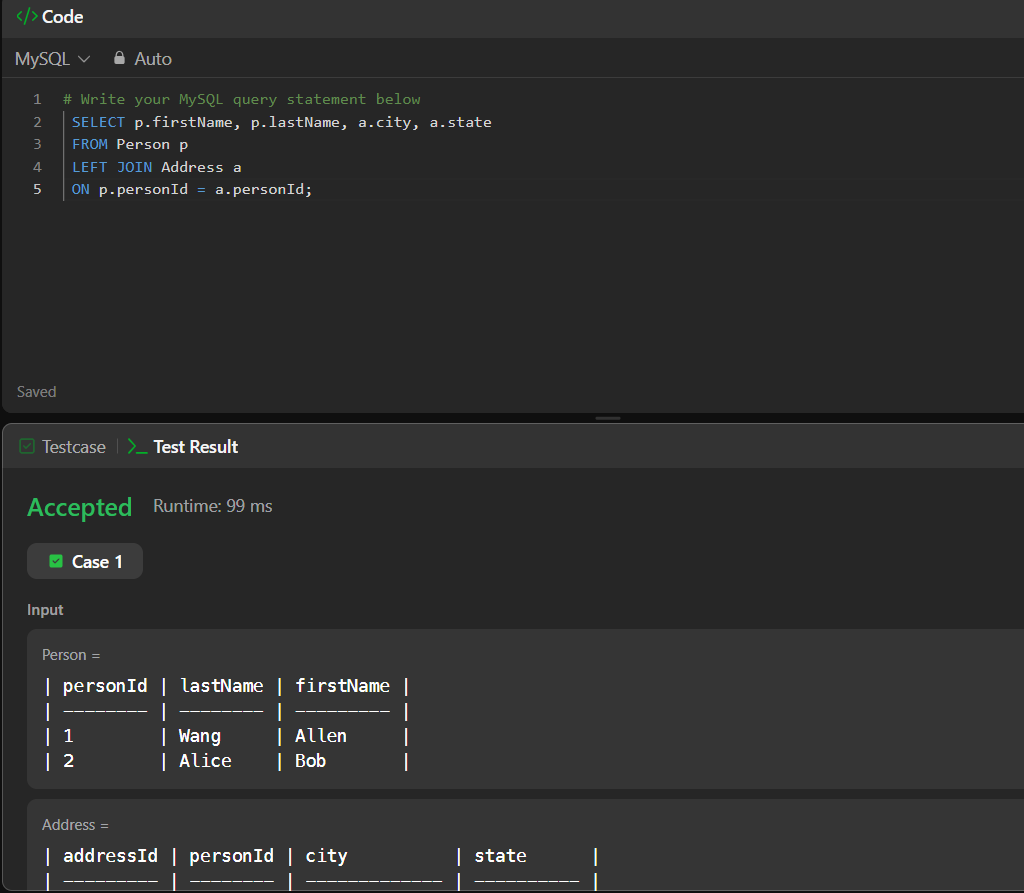 </> Code
MySQL Auto
1 # Write your MySQL query statement below
2 SELECT p.firstName, p.lastName, a.city, a.state
3 FROM Person p
4 LEFT JOIN Address a
5 ON p.personId = a.personId;
Saved
Testcase | >_ Test Result
Accepted Runtime: 99 ms
Case 1
Input
Person =
| personId | lastName | firstName |
| -------- | -------- | --------- |
| 1 | Wang | Allen |
| 2 | Alice | Bob |
Address =
| addressId | personId | city | state |
| --------- | -------- | ------------- | ---------- |